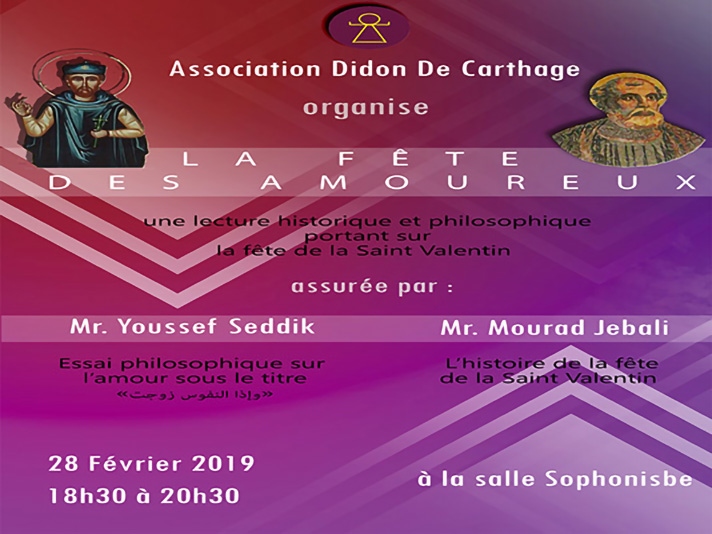 Association Didon De Carthage
organise
LA FÊTE
DES AMOUREUX
une lecture historique et philosophique
portant sur
la fête de la Saint Valentin
assurée par :
Mr. Youssef Seddik
Essai philosophique sur
l'amour sous le titre
«وإذا النفوس زوجت»
Mr. Mourad Jebali
L'histoire de la fête
de la Saint Valentin
28 Février 2019
18h30 à 20h30
à la salle Sophonisbe